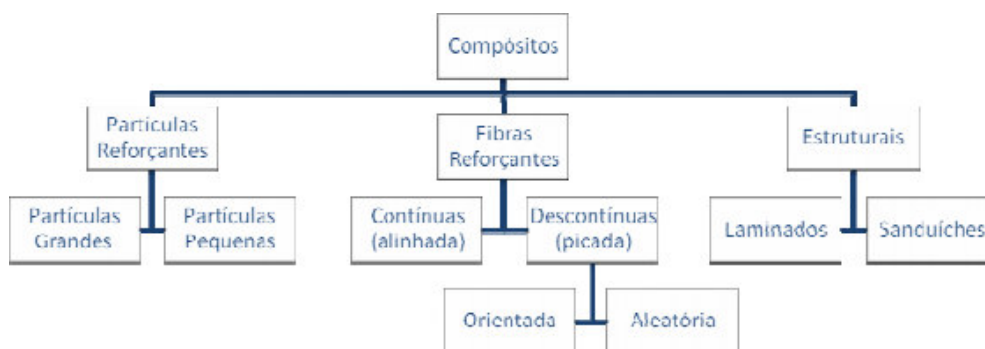 Compósitos
Partículas
Reforçantes
Fibras
Reforçantes
Estruturais
Partículas
Grandes
Partículas
Pequenas
Contínuas
(alinhada)
Descontínuas
(picada)
Laminados
Sanduíches
Orientada
Aleatória